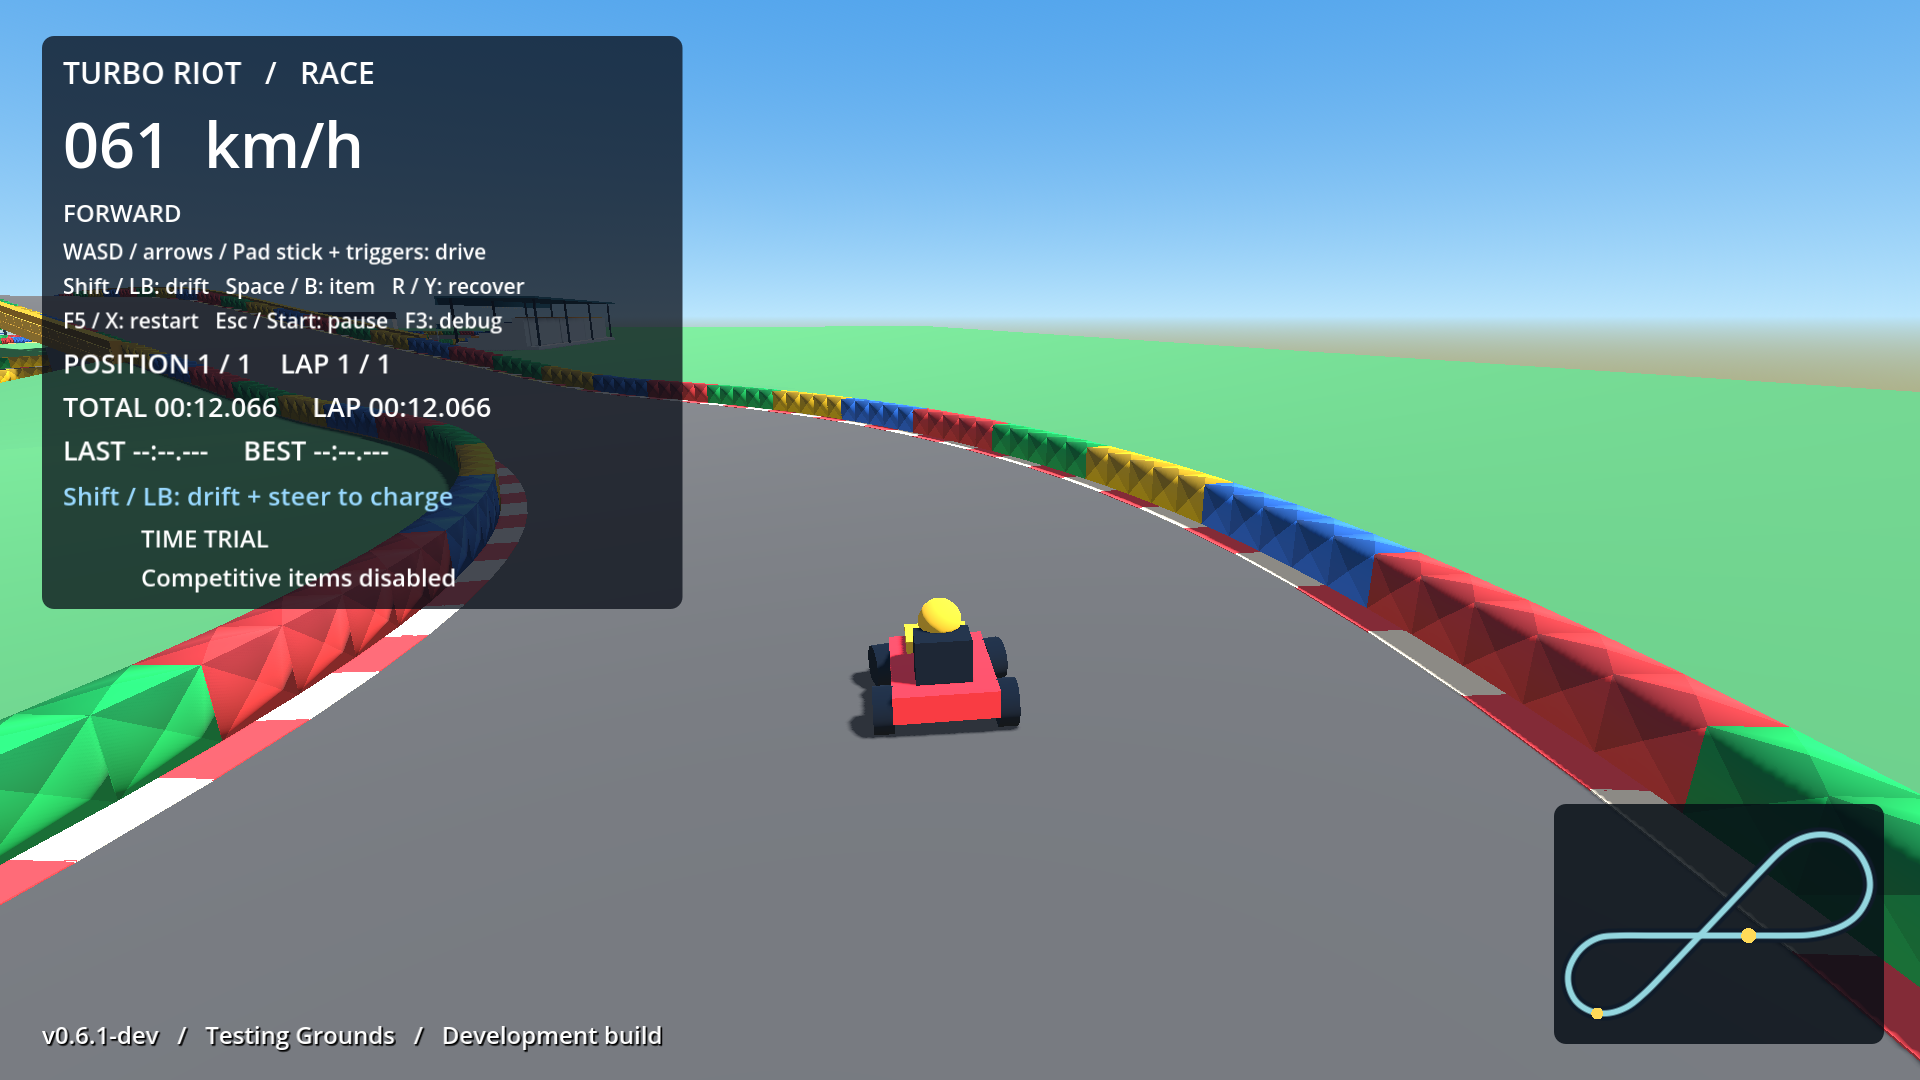 TURBO RIOT / RACE
061 km/h
FORWARD
WASD / arrows / Pad stick + triggers: drive
Shift / LB: drift Space / B: item R / Y: recover
F5 / X: restart Esc / Start: pause F3: debug
POSITION 1 / 1 LAP 1 / 1
TOTAL 00:12.066 LAP 00:12.066
LAST --:--.--- BEST --:--.---
Shift / LB: drift + steer to charge
TIME TRIAL
Competitive items disabled
v0.6.1-dev / Testing Grounds / Development build